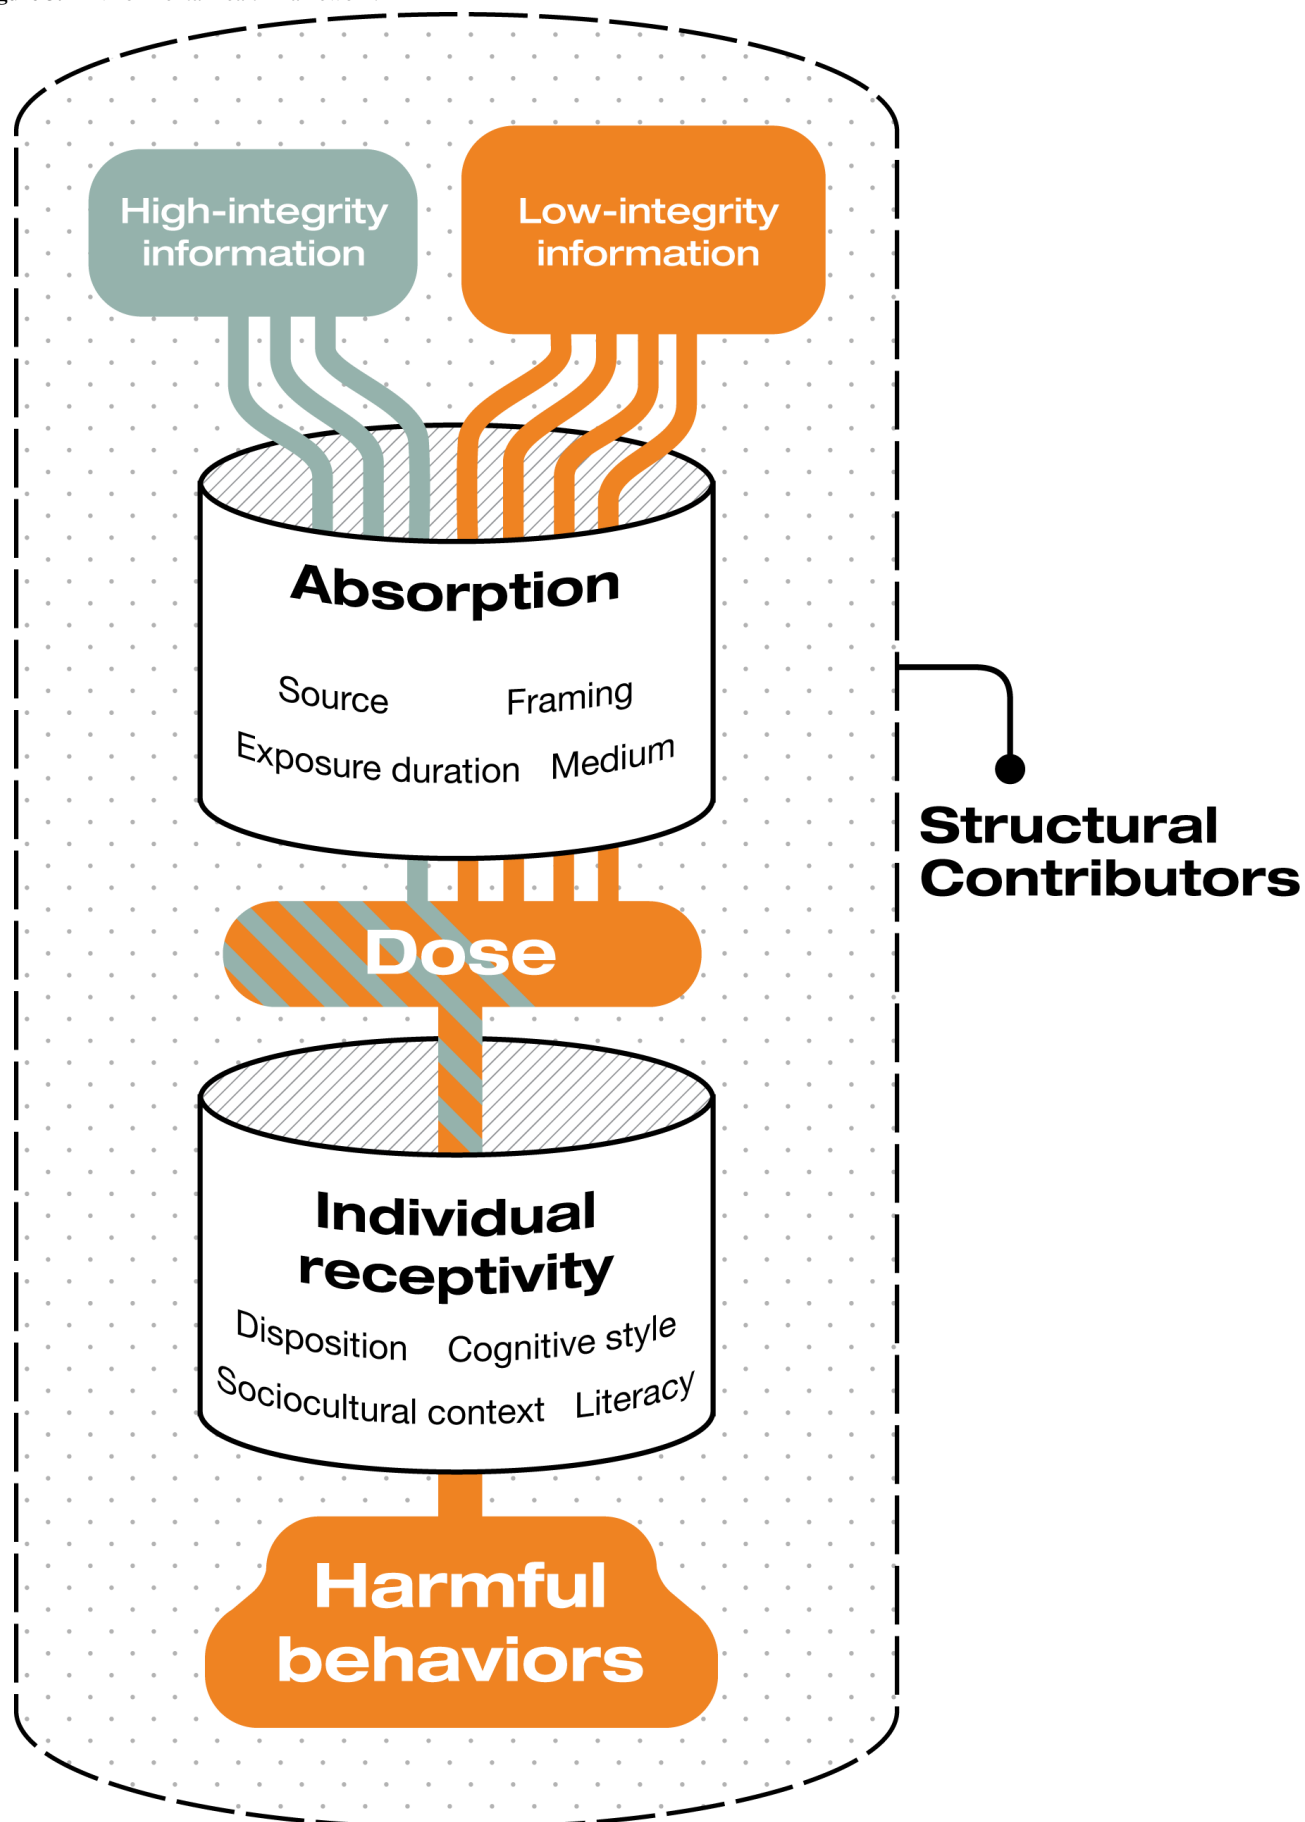 High-integrity
information
Low-integrity
information
Absorption
Source
Framing
Exposure duration
Medium
Structural
Contributors
Dose
Individual
receptivity
Disposition
Cognitive style
Sociocultural context
Literacy
Harmful
behaviors